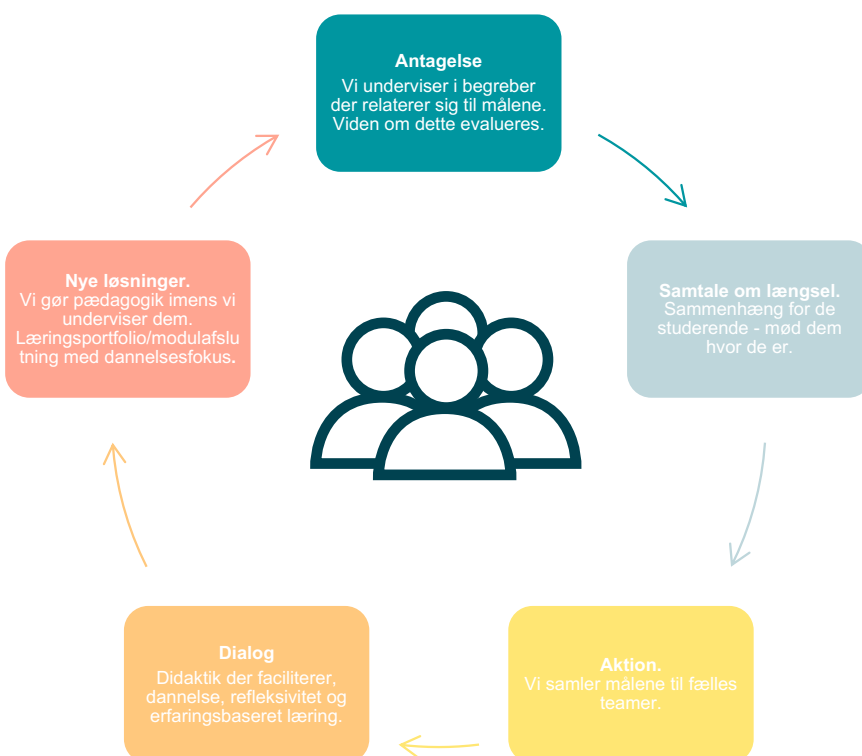 Antagelse
Vi underviser i begreber
der relaterer sig til målene.
Viden om dette evalueres.
Samtale om længsel.
Sammenhæng for de
studerende - mød dem
hvor de er.
Aktion.
Vi samler målene til fælles
teamer.
Dialog
Didaktik der faciliterer,
dannelse, refleksivitet og
erfaringsbaseret læring.
Nye løsninger.
Vi gør pædagogik imens vi
underviser dem.
Læringsportfolio/modulafslu
tning med dannelsesfokus.